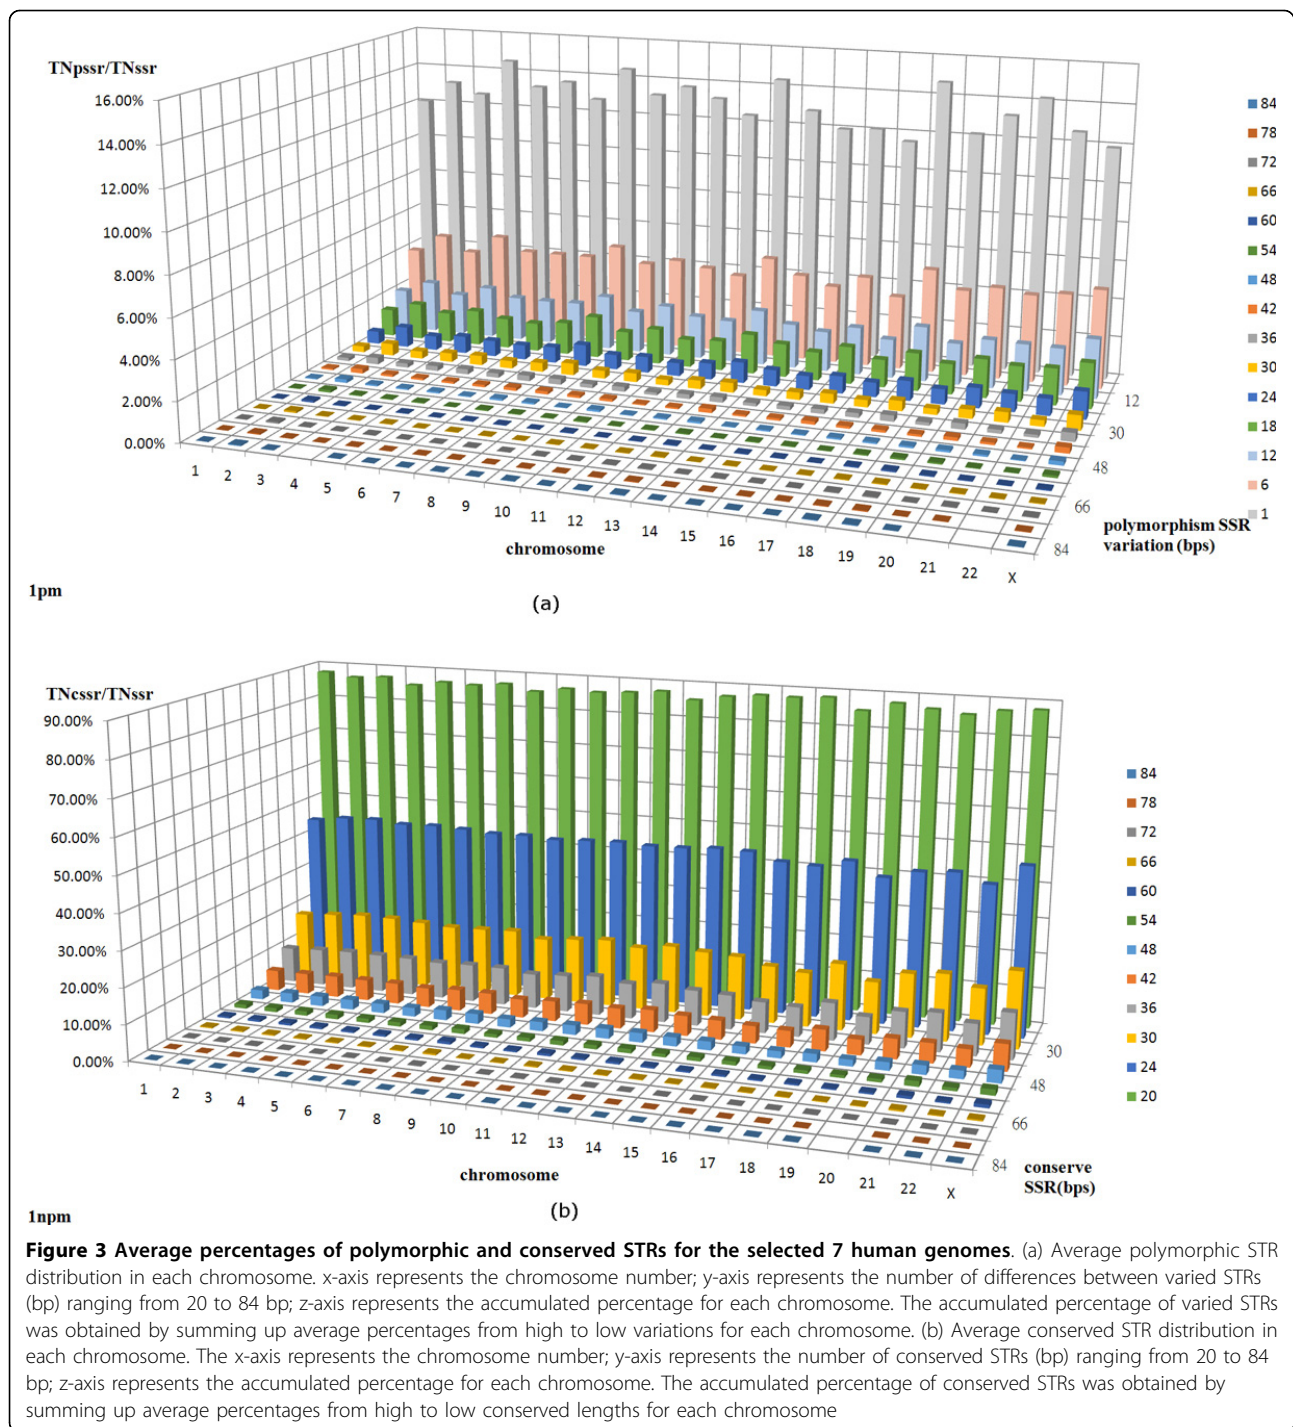 TNpssr/TNssr
16.00%
14.00%
12.00%
10.00%
8.00%
6.00%
4.00%
2.00%
0.00%
1 2 3 4 5 6 7 8 9 10 11 12 13 14 15 16 17 18 19 20 21 22 X
chromosome
12
30
48
66
84
polymorphism SSR
variation (bps)
84
78
72
66
60
54
48
42
36
30
24
18
12
6
1
1pm
(a)
TNcssr/TNssr
90.00%
80.00%
70.00%
60.00%
50.00%
40.00%
30.00%
20.00%
10.00%
0.00%
1 2 3 4 5 6 7 8 9 10 11 12 13 14 15 16 17 18 19 20 21 22 X
chromosome
30
48
66
84
conserve
SSR(bps)
84
78
72
66
60
54
48
42
36
30
24
20
1npm
(b)
Figure 3 Average percentages of polymorphic and conserved STRs for the selected 7 human genomes. (a) Average polymorphic STR
distribution in each chromosome. x-axis represents the chromosome number; y-axis represents the number of differences between varied STRs
(bp) ranging from 20 to 84 bp; z-axis represents the accumulated percentage for each chromosome. The accumulated percentage of varied STRs
was obtained by summing up average percentages from high to low variations for each chromosome. (b) Average conserved STR distribution in
each chromosome. The x-axis represents the chromosome number; y-axis represents the number of conserved STRs (bp) ranging from 20 to 84
bp; z-axis represents the accumulated percentage for each chromosome. The accumulated percentage of conserved STRs was obtained by
summing up average percentages from high to low conserved lengths for each chromosome